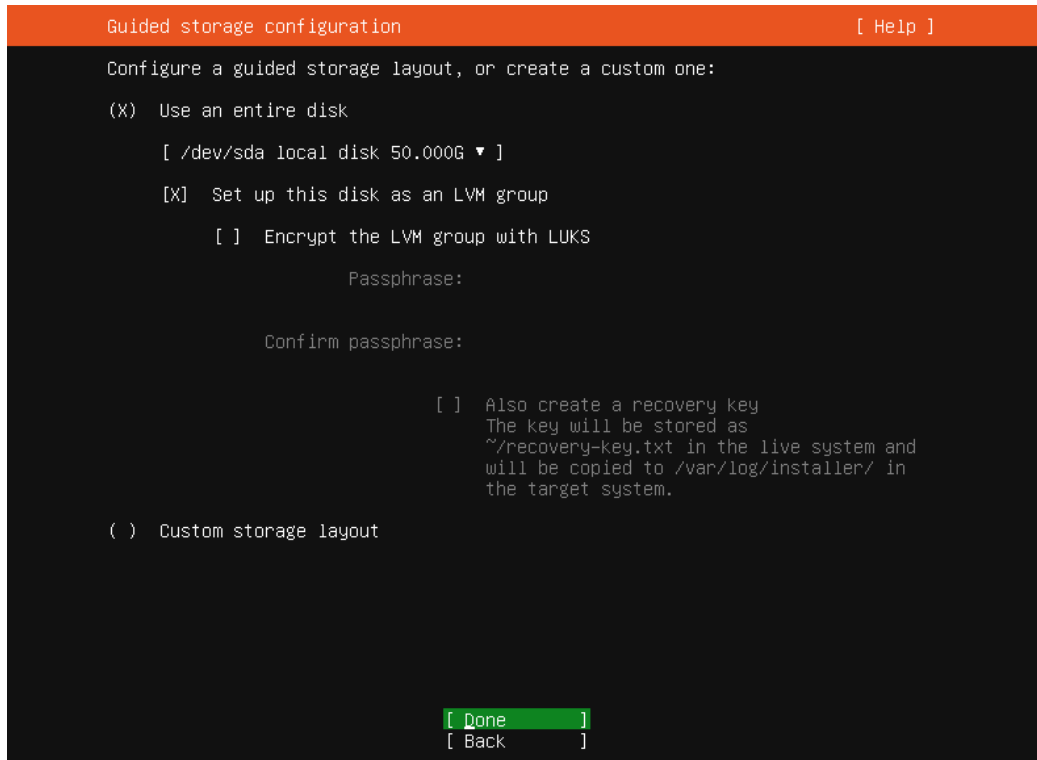 Guided storage configuration [ Help ]
Configure a guided storage layout, or create a custom one:
(X) Use an entire disk
[ /dev/sda local disk 50.000G ▾ ]
[X] Set up this disk as an LVM group
[ ] Encrypt the LVM group with LUKS
Passphrase:
Confirm passphrase:
[ ] Also create a recovery key
The key will be stored as
~/recovery-key.txt in the live system and
will be copied to /var/log/installer/ in
the target system.
( ) Custom storage layout
[ Done ]
[ Back ]